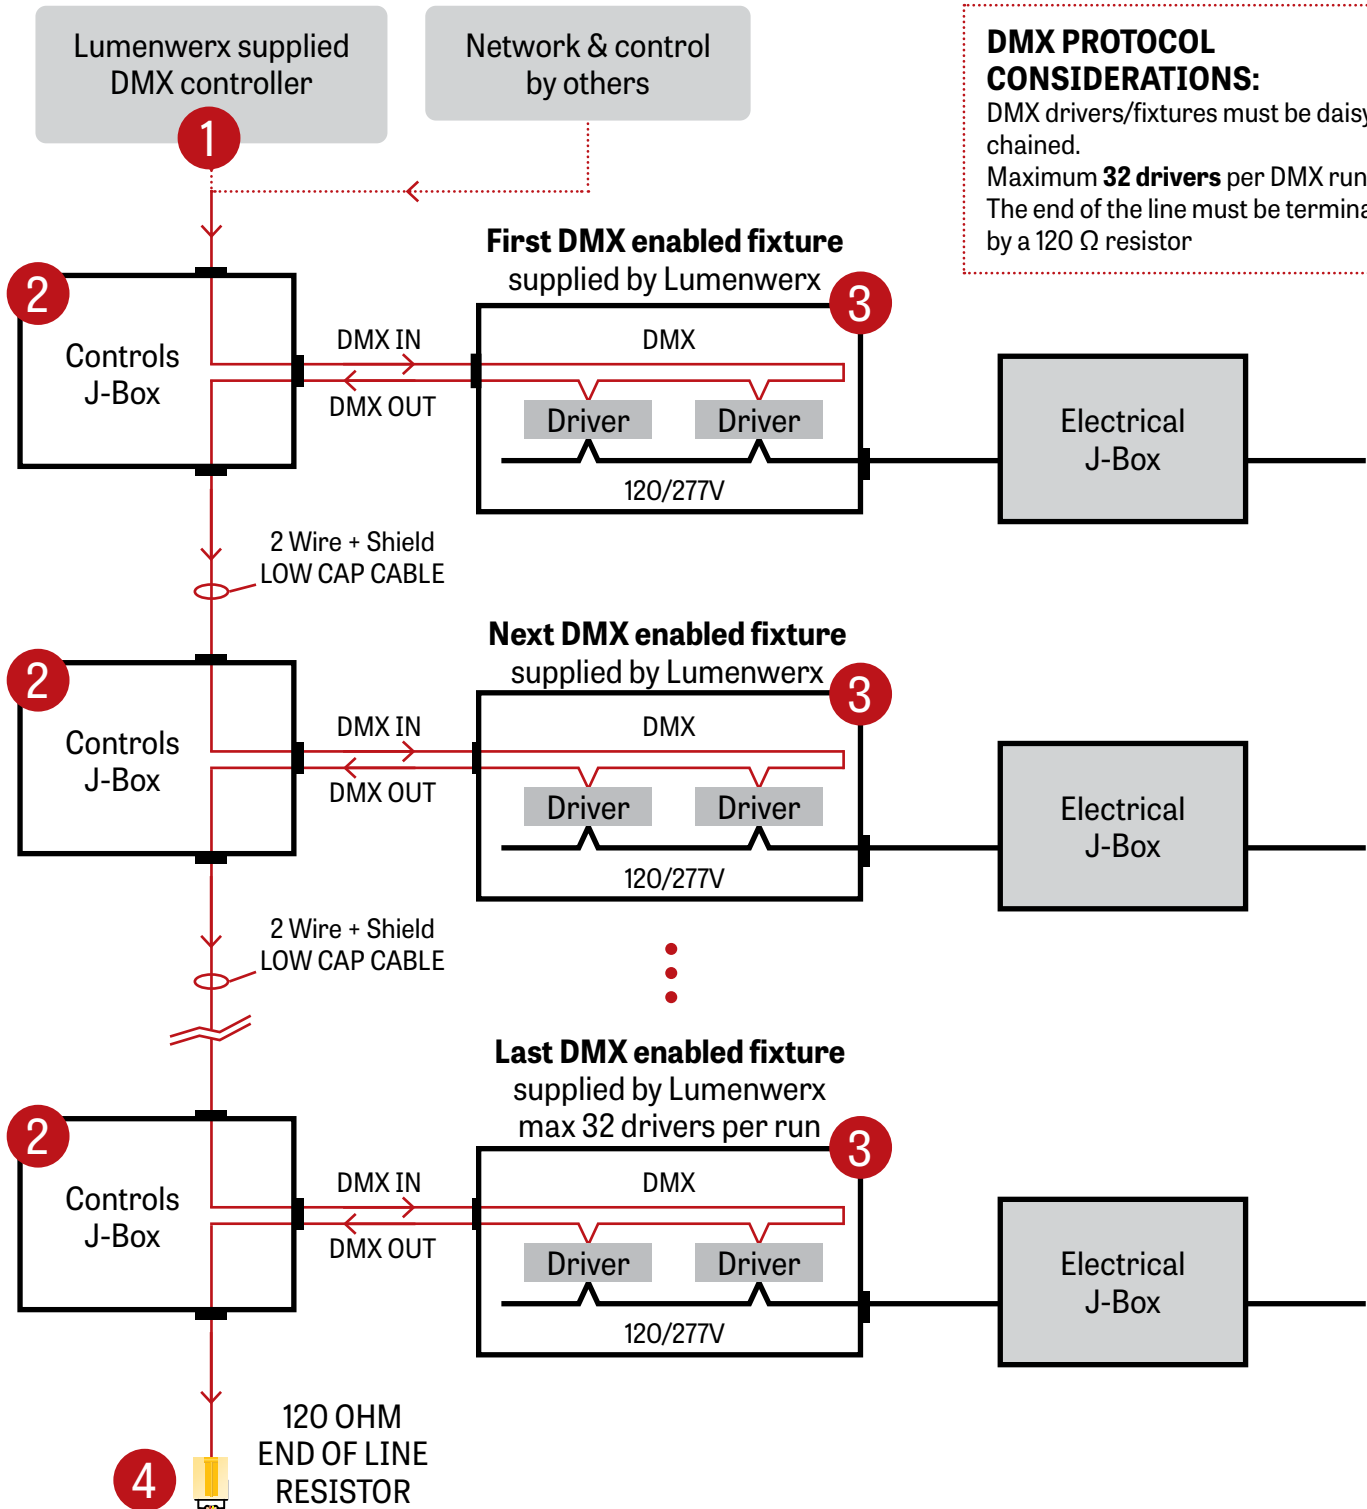 Lumenwerx supplied
DMX controller
1
Network & control
by others
DMX PROTOCOL
CONSIDERATIONS:
DMX drivers/fixtures must be daisy
chained.
Maximum 32 drivers per DMX run
The end of the line must be termina
by a 120 Ω resistor
First DMX enabled fixture
supplied by Lumenwerx
2
Controls
J-Box
DMX IN
DMX OUT
3
DMX
Driver
Driver
120/277V
Electrical
J-Box
2 Wire + Shield
LOW CAP CABLE
Next DMX enabled fixture
supplied by Lumenwerx
2
Controls
J-Box
DMX IN
DMX OUT
3
DMX
Driver
Driver
120/277V
Electrical
J-Box
2 Wire + Shield
LOW CAP CABLE
Last DMX enabled fixture
supplied by Lumenwerx
max 32 drivers per run
2
Controls
J-Box
DMX IN
DMX OUT
3
DMX
Driver
Driver
120/277V
Electrical
J-Box
4
120 OHM
END OF LINE
RESISTOR